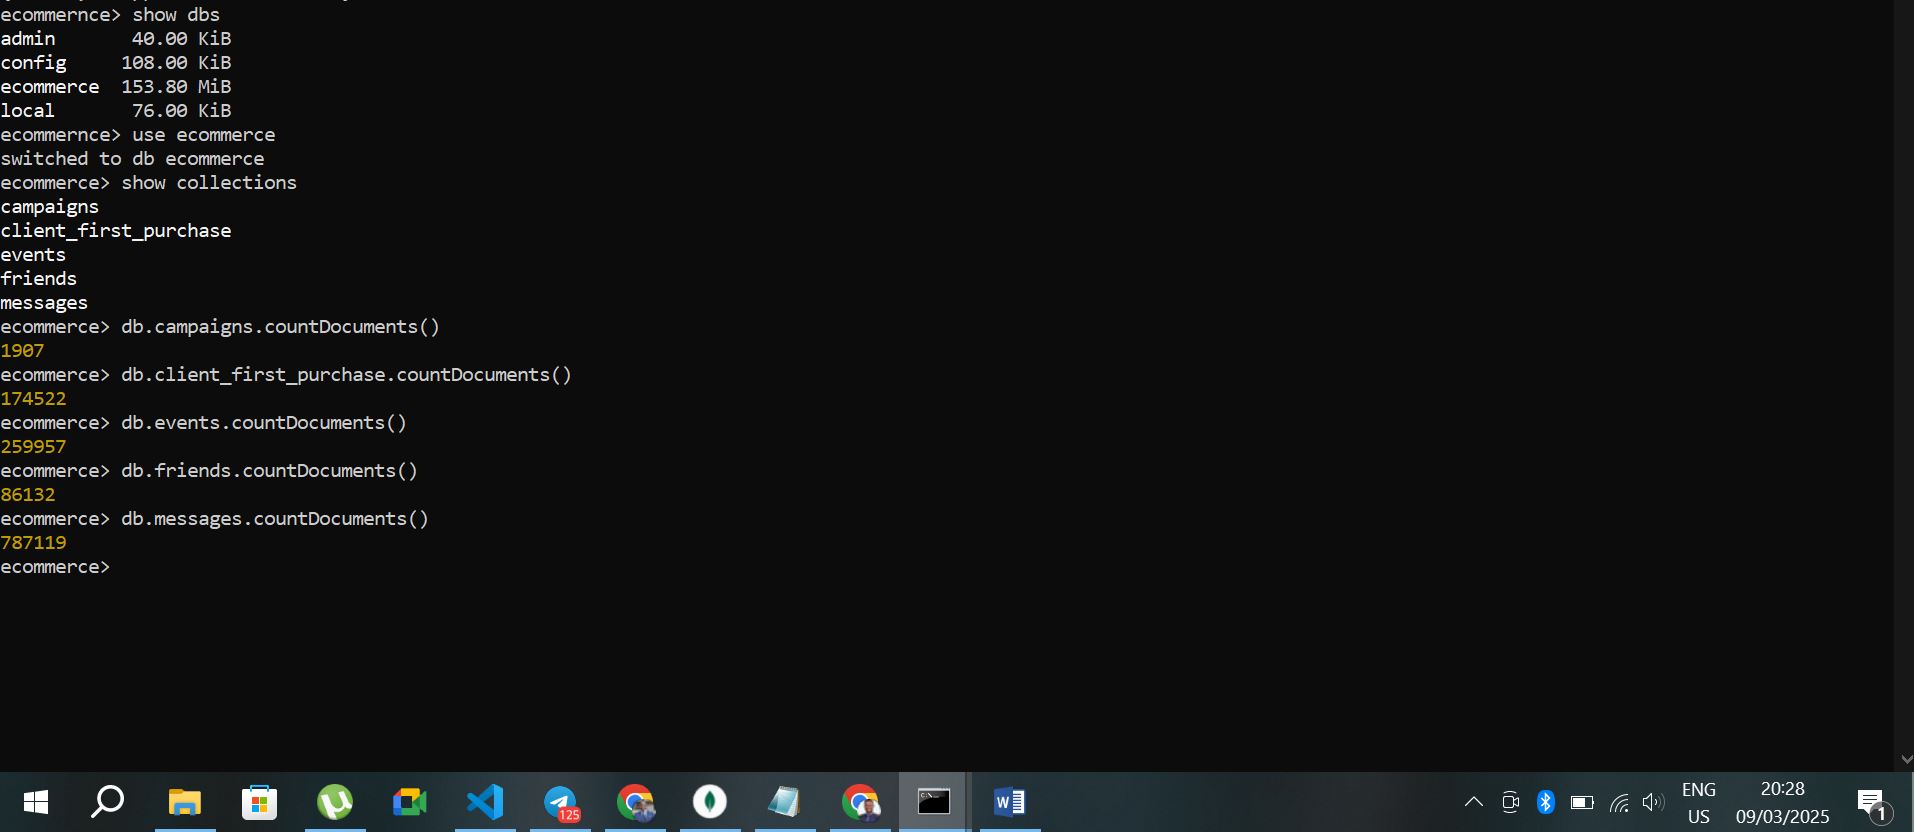 ecommernce> show dbs
admin       40.00 KiB
config     108.00 KiB
ecommerce  153.80 MiB
local       76.00 KiB
ecommernce> use ecommerce
switched to db ecommerce
ecommerce> show collections
campaigns
client_first_purchase
events
friends
messages
ecommerce> db.campaigns.countDocuments()
1907
ecommerce> db.client_first_purchase.countDocuments()
174522
ecommerce> db.events.countDocuments()
259957
ecommerce> db.friends.countDocuments()
86132
ecommerce> db.messages.countDocuments()
787119
ecommerce>
125
W
ENG
US
20:28
09/03/2025
1